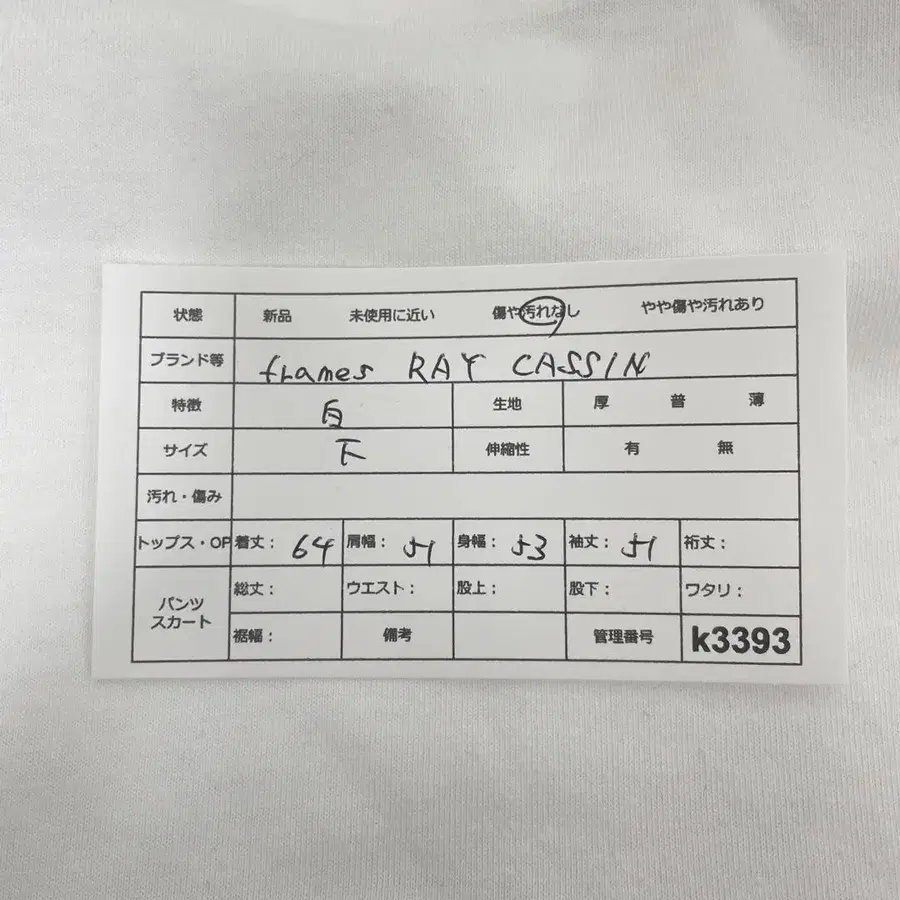 状態 新品 未使用に近い 傷や汚れなし やや傷や汚れあり
ブランド等 frames RAY CASSIN
特徴 白 生地 厚 普 薄
サイズ 下 伸縮性 有 無
汚れ・傷み
トップス・OP 着丈: 64 肩幅: 51 身幅: 53 袖丈: 51 裄丈:
パンツ スカート 総丈: ウエスト: 股上: 股下: ワタリ:
裾幅: 備考 管理番号 k3393